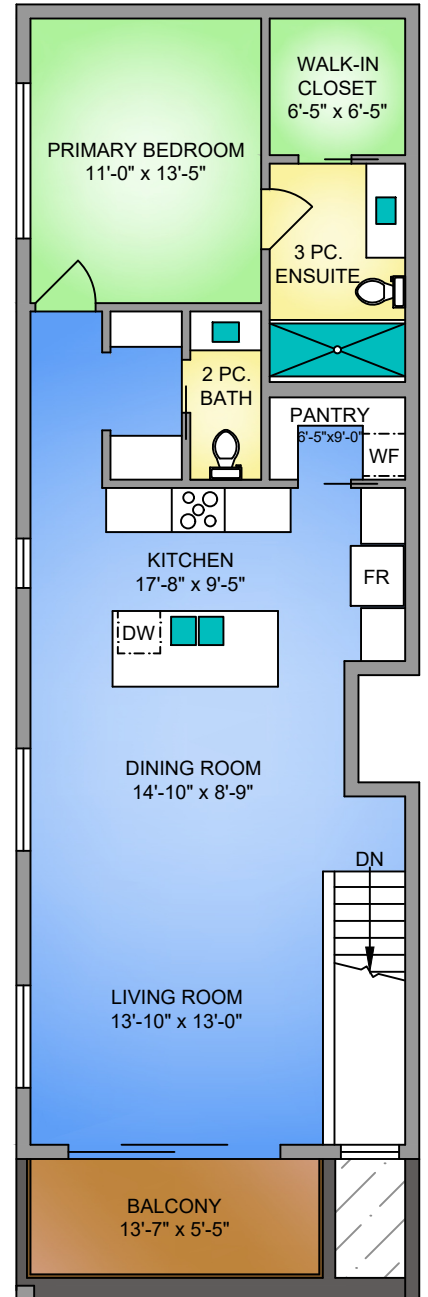 WALK-IN
CLOSET
6'-5" x 6'-5"
PRIMARY BEDROOM
11'-0" x 13'-5"
3 PC.
ENSUITE
2 PC.
BATH
PANTRY
6'-5"x9'-0"
WF
KITCHEN
17'-8" x 9'-5"
FR
DW
DINING ROOM
14'-10" x 8'-9"
DN
LIVING ROOM
13'-10" x 13'-0"
BALCONY
13'-7" x 5'-5"